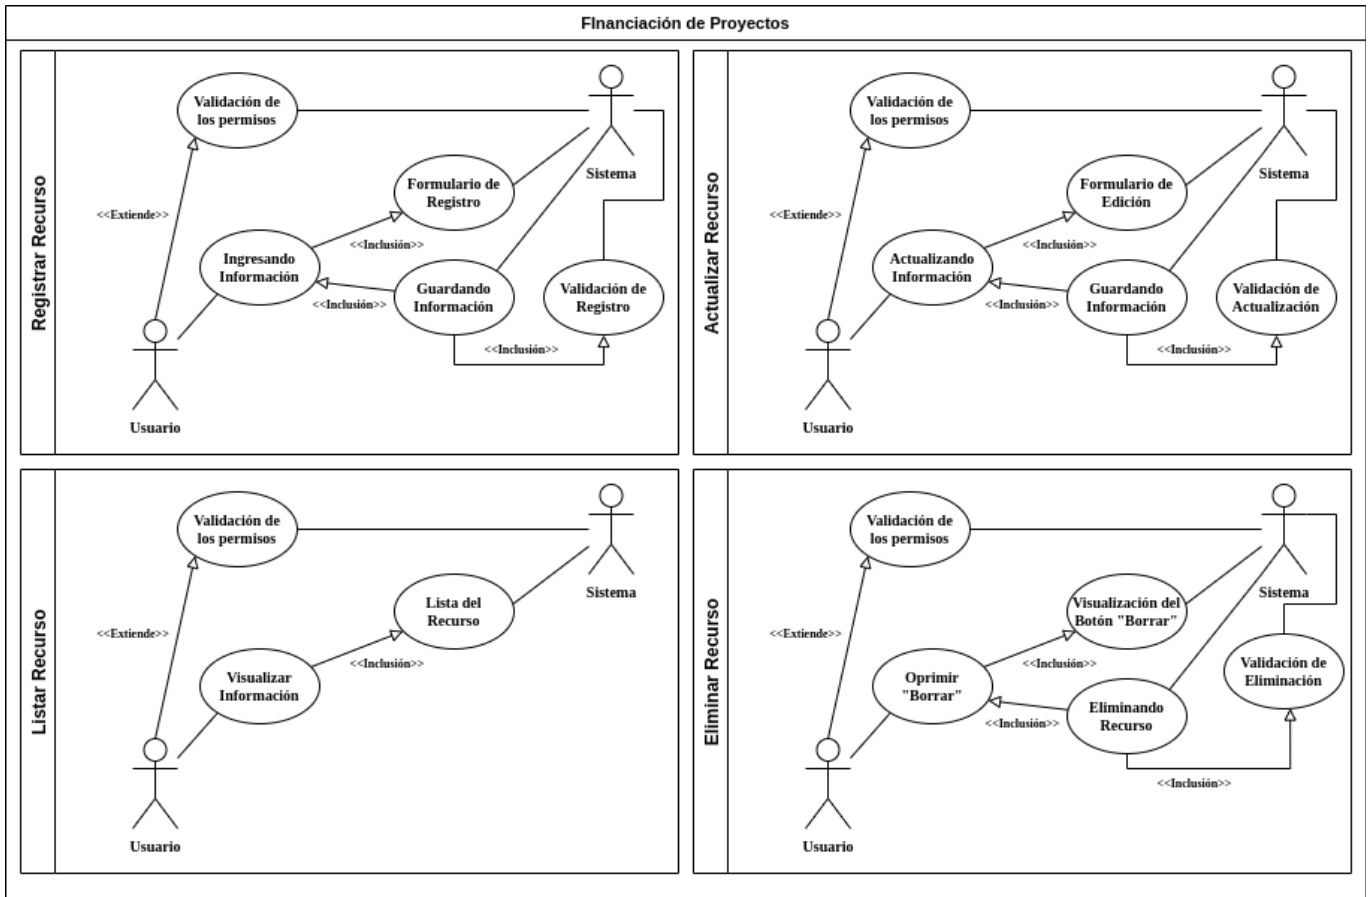 FInanciación de Proyectos
Registrar Recurso
Validación de
los permisos
Sistema
<<Extiende>>
Formulario de
Registro
<<Inclusión>>
Ingresando
Información
<<Inclusión>>
Guardando
Información
Validación de
Registro
<<Inclusión>>
Usuario
Actualizar Recurso
Validación de
los permisos
Sistema
<<Extiende>>
Formulario de
Edición
<<Inclusión>>
Actualizando
Información
<<Inclusión>>
Guardando
Información
Validación de
Actualización
<<Inclusión>>
Usuario
Listar Recurso
Validación de
los permisos
Sistema
<<Extiende>>
Lista del
Recurso
<<Inclusión>>
Visualizar
Información
Usuario
Eliminar Recurso
Validación de
los permisos
Sistema
<<Extiende>>
Visualización del
Botón "Borrar"
<<Inclusión>>
Oprimir
"Borrar"
<<Inclusión>>
Eliminando
Recurso
Validación de
Eliminación
<<Inclusión>>
Usuario